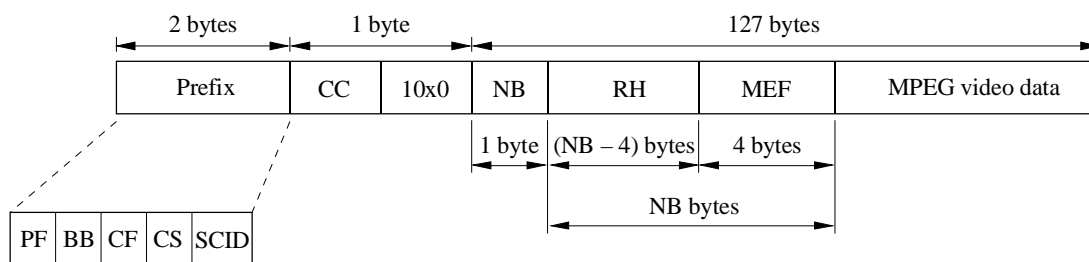 2 bytes 1 byte 127 bytes
Prefix CC 10x0 NB RH MEF MPEG video data
1 byte (NB – 4) bytes 4 bytes
NB bytes
PF BB CF CS SCID